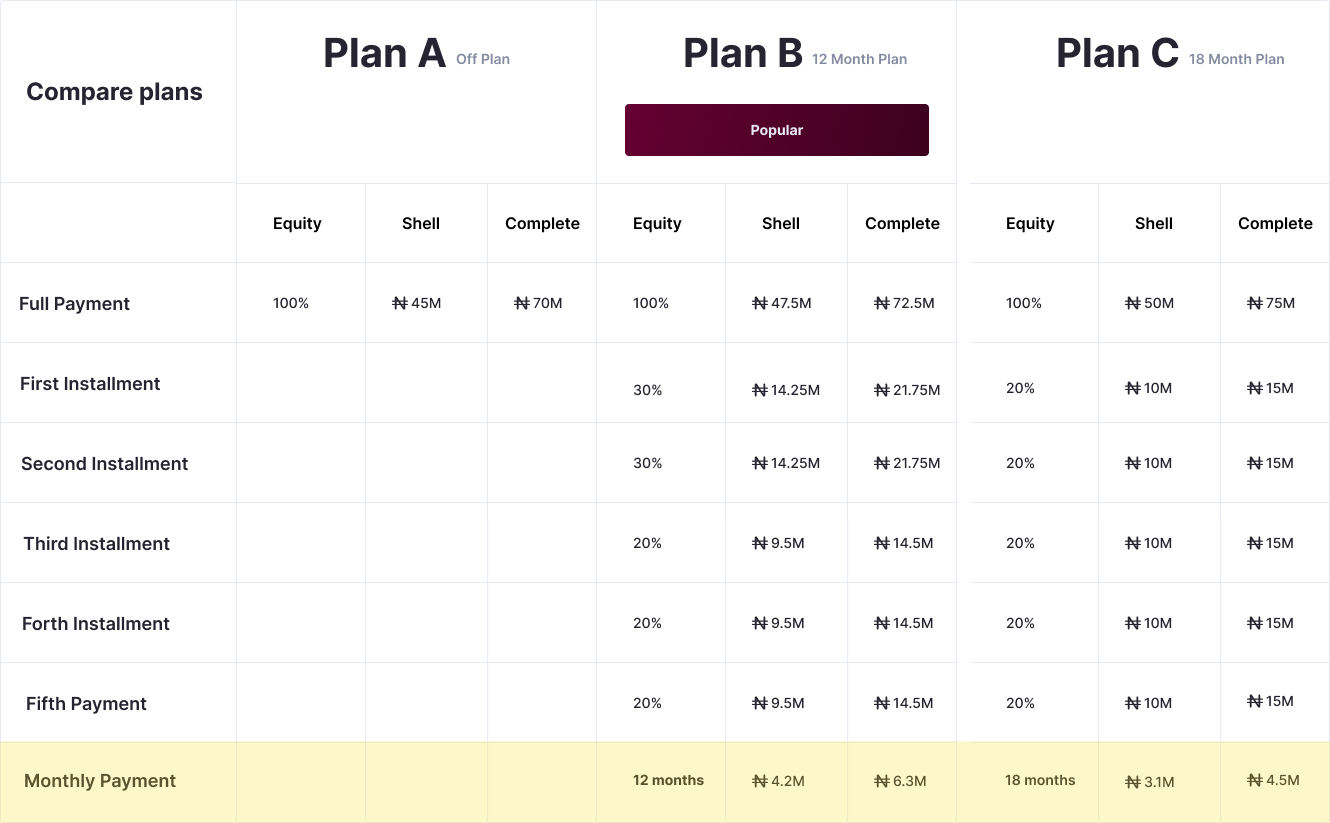 Compare plans
Plan A Off Plan
Plan B 12 Month Plan
Plan C 18 Month Plan
Popular
Equity Shell Complete Equity Shell Complete Equity Shell Complete
Full Payment 100% ₦ 45M ₦ 70M 100% ₦ 47.5M ₦ 72.5M 100% ₦ 50M ₦ 75M
First Installment 30% ₦ 14.25M ₦ 21.75M 20% ₦ 10M ₦ 15M
Second Installment 30% ₦ 14.25M ₦ 21.75M 20% ₦ 10M ₦ 15M
Third Installment 20% ₦ 9.5M ₦ 14.5M 20% ₦ 10M ₦ 15M
Forth Installment 20% ₦ 9.5M ₦ 14.5M 20% ₦ 10M ₦ 15M
Fifth Payment 20% ₦ 9.5M ₦ 14.5M 20% ₦ 10M ₦ 15M
Monthly Payment 12 months ₦ 4.2M ₦ 6.3M 18 months ₦ 3.1M ₦ 4.5M